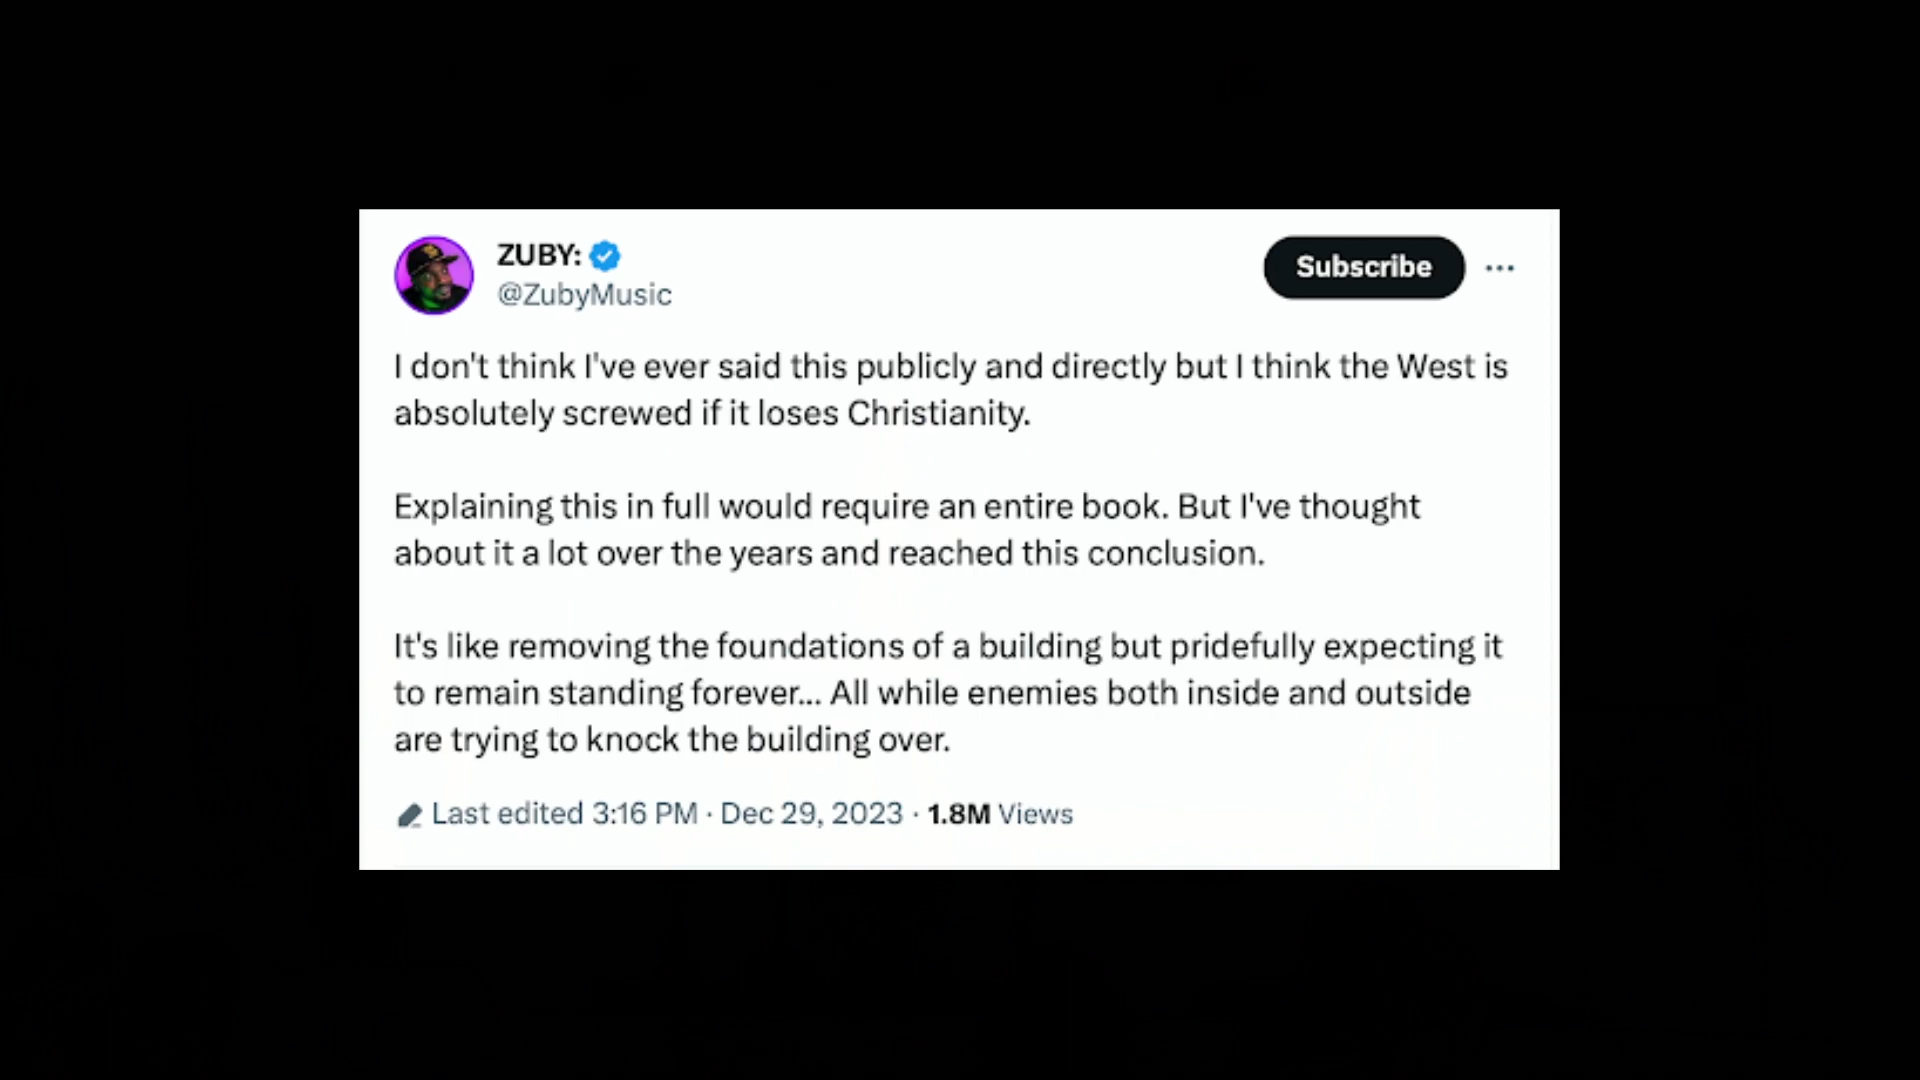 ZUBY:
@ZubyMusic
Subscribe
I don't think I've ever said this publicly and directly but I think the West is
absolutely screwed if it loses Christianity.
Explaining this in full would require an entire book. But I've thought
about it a lot over the years and reached this conclusion.
It's like removing the foundations of a building but pridefully expecting it
to remain standing forever... All while enemies both inside and outside
are trying to knock the building over.
Last edited 3:16 PM · Dec 29, 2023 · 1.8M Views